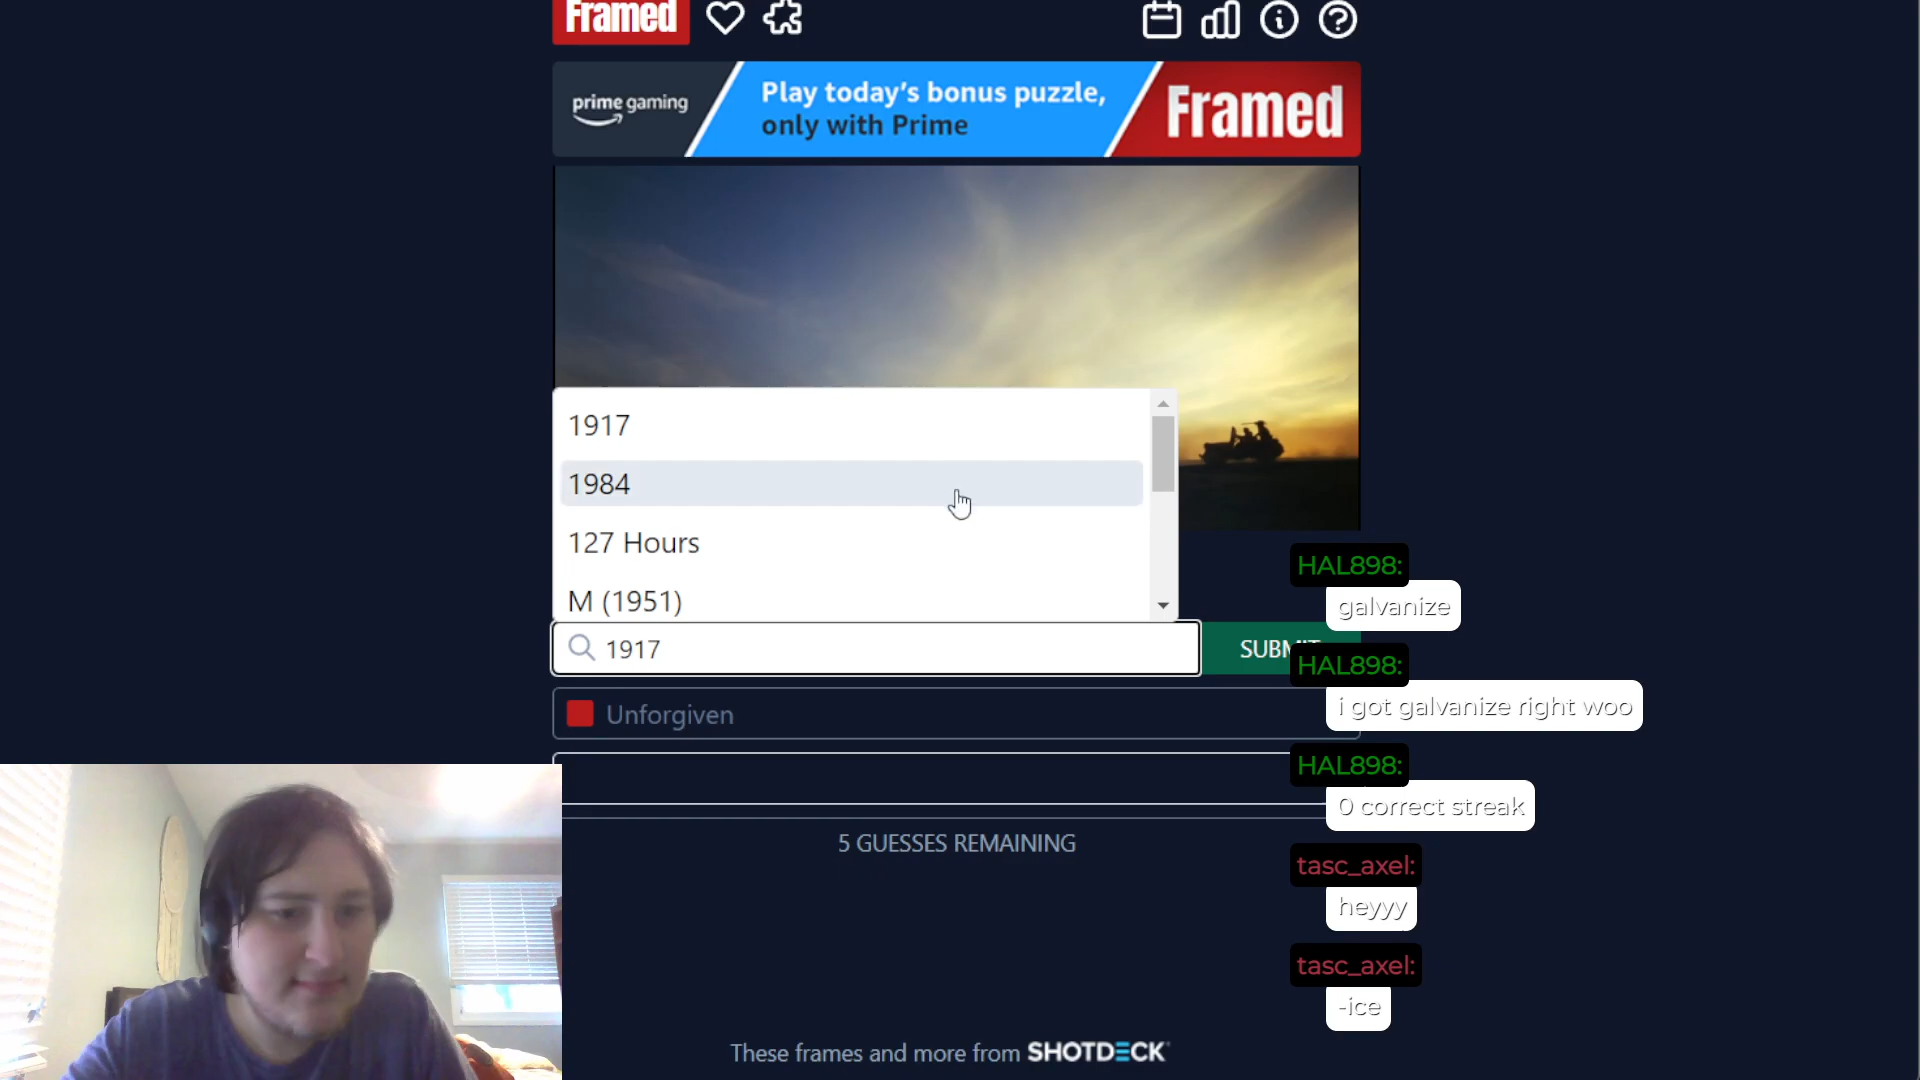 Framed
prime gaming
Play today's bonus puzzle,
only with Prime
Framed
1917
1984
127 Hours
M (1951)
1917
SUBMIT
Unforgiven
5 GUESSES REMAINING
These frames and more from SHOTDECK
HAL898:
galvanize
HAL898:
i got galvanize right woo
HAL898:
0 correct streak
tasc_axel:
heyyy
tasc_axel:
-ice